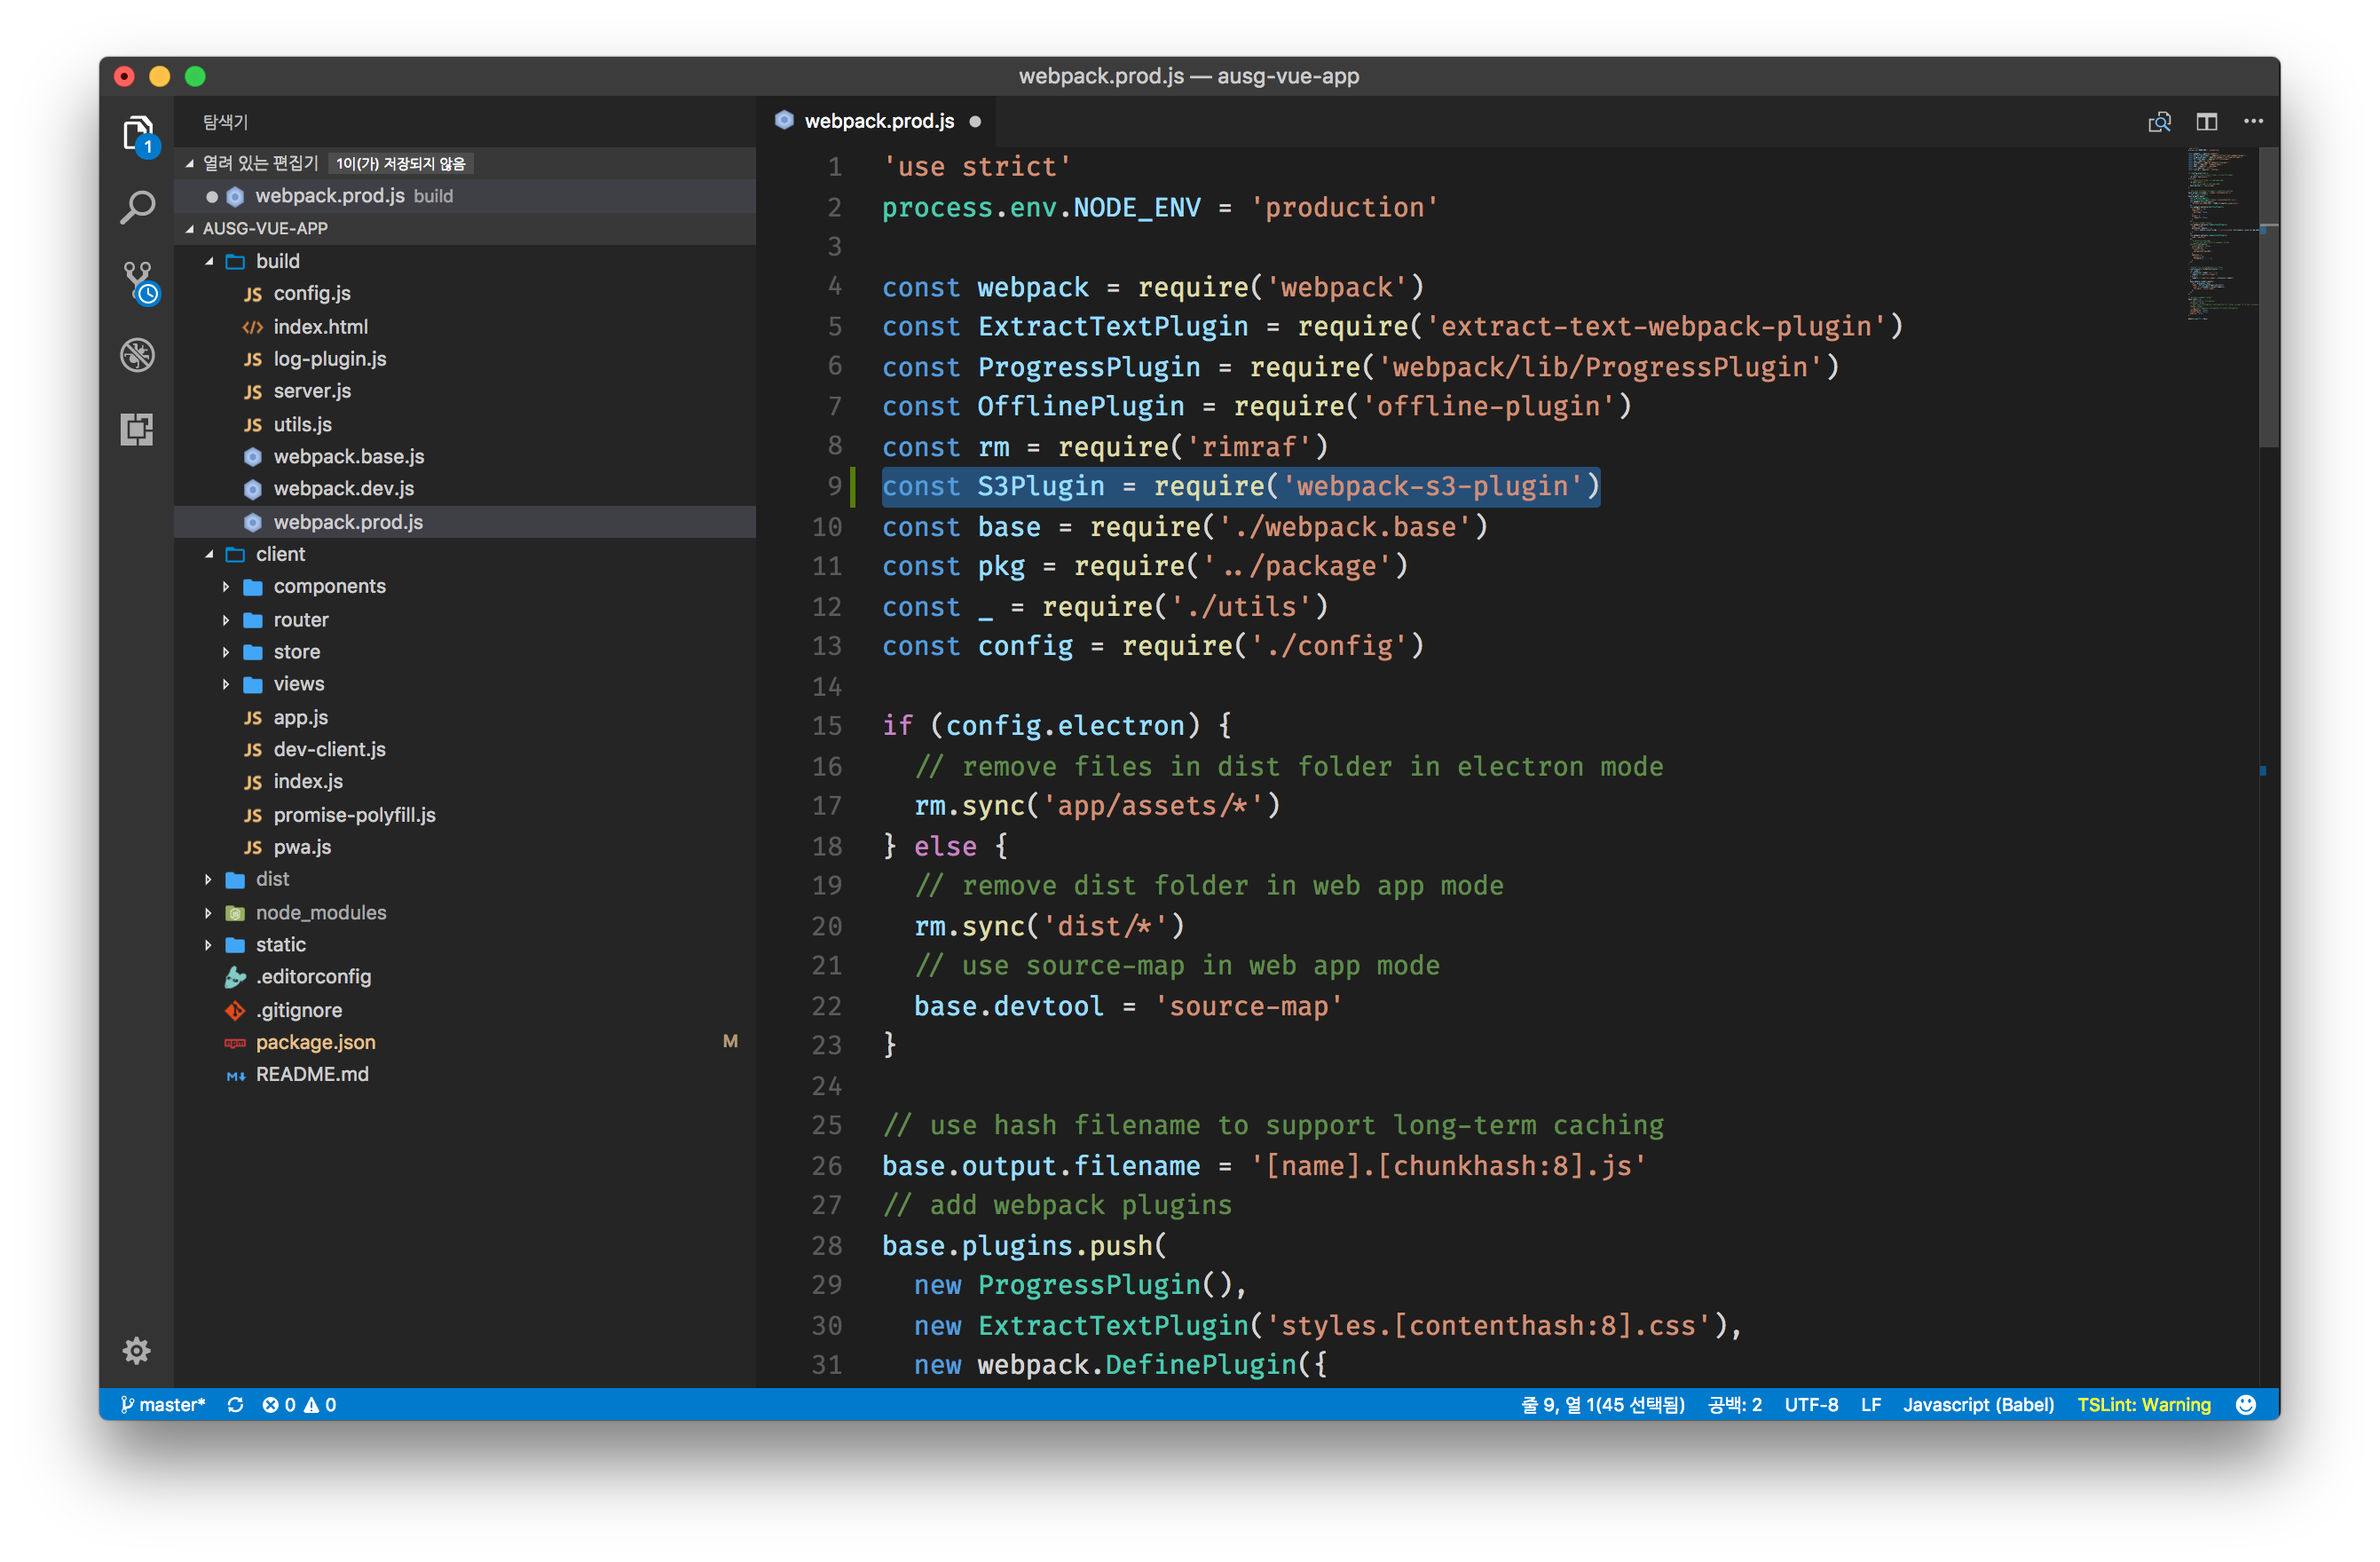 webpack.prod.js — ausg-vue-app
1
탐색기
열려 있는 편집기 1이(가) 저장되지 않음
webpack.prod.js build
AUSG-VUE-APP
build
JS config.js
</> index.html
JS log-plugin.js
JS server.js
JS utils.js
webpack.base.js
webpack.dev.js
webpack.prod.js
client
components
router
store
views
JS app.js
JS dev-client.js
JS index.js
JS promise-polyfill.js
JS pwa.js
dist
node_modules
static
.editorconfig
.gitignore
npm package.json M
M↓ README.md
webpack.prod.js
1 'use strict'
2 process.env.NODE_ENV = 'production'
3
4 const webpack = require('webpack')
5 const ExtractTextPlugin = require('extract-text-webpack-plugin')
6 const ProgressPlugin = require('webpack/lib/ProgressPlugin')
7 const OfflinePlugin = require('offline-plugin')
8 const rm = require('rimraf')
9 const S3Plugin = require('webpack-s3-plugin')
10 const base = require('./webpack.base')
11 const pkg = require('../package')
12 const _ = require('./utils')
13 const config = require('./config')
14
15 if (config.electron) {
16 // remove files in dist folder in electron mode
17 rm.sync('app/assets/*')
18 } else {
19 // remove dist folder in web app mode
20 rm.sync('dist/*')
21 // use source-map in web app mode
22 base.devtool = 'source-map'
23 }
24
25 // use hash filename to support long-term caching
26 base.output.filename = '[name].[chunkhash:8].js'
27 // add webpack plugins
28 base.plugins.push(
29 new ProgressPlugin(),
30 new ExtractTextPlugin('styles.[contenthash:8].css'),
31 new webpack.DefinePlugin({
master* 0 0 줄 9, 열 1(45 선택됨) 공백: 2 UTF-8 LF Javascript (Babel) TSLint: Warning